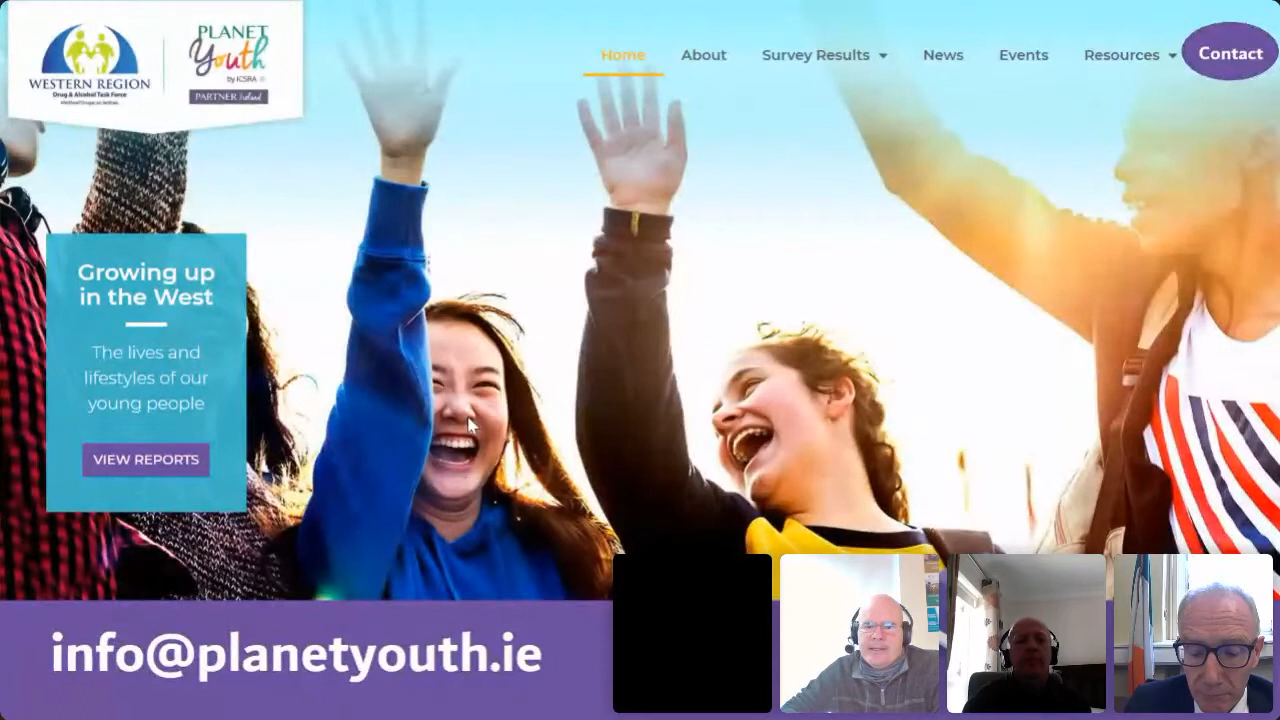 WESTERN REGION
Drug & Alcohol Task Force
PLANET
Youth
by ICSRA
PARTNER Ireland
Home
About
Survey Results
News
Events
Resources
Contact
Growing up
in the West
The lives and
lifestyles of our
young people
VIEW REPORTS
info@planetyouth.ie